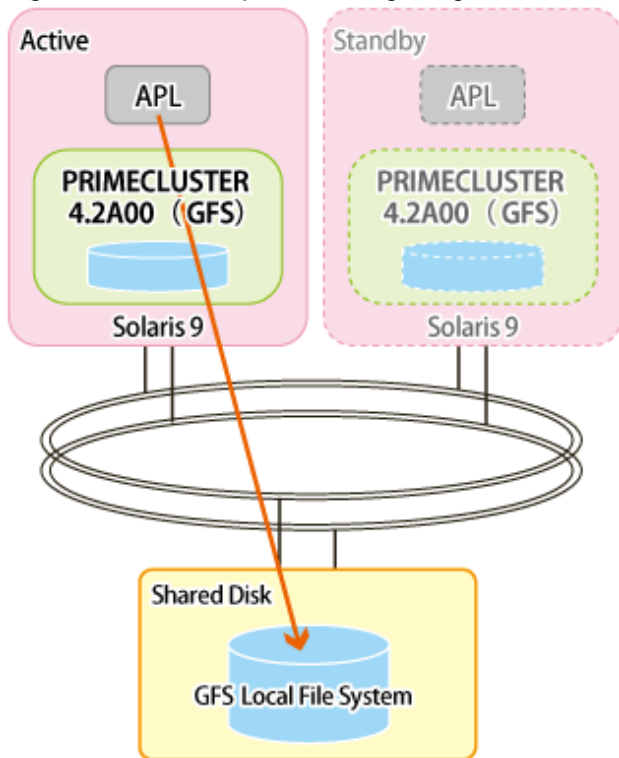 Active
APL
PRIMECLUSTER
4.2A00 (GFS)
Solaris 9
Standby
APL
PRIMECLUSTER
4.2A00 ( GFS)
Solaris 9
Shared Disk
GFS Local File System